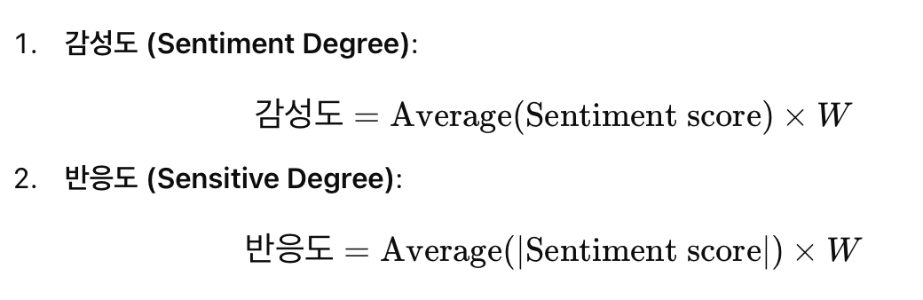 1. 감성도 (Sentiment Degree):
감성도 = Average(Sentiment score) × W
2. 반응도 (Sensitive Degree):
반응도 = Average(|Sentiment score|) × W